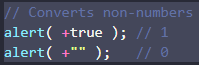 // Converts non-numbers
alert( +true ); // 1
alert( +"" );   // 0